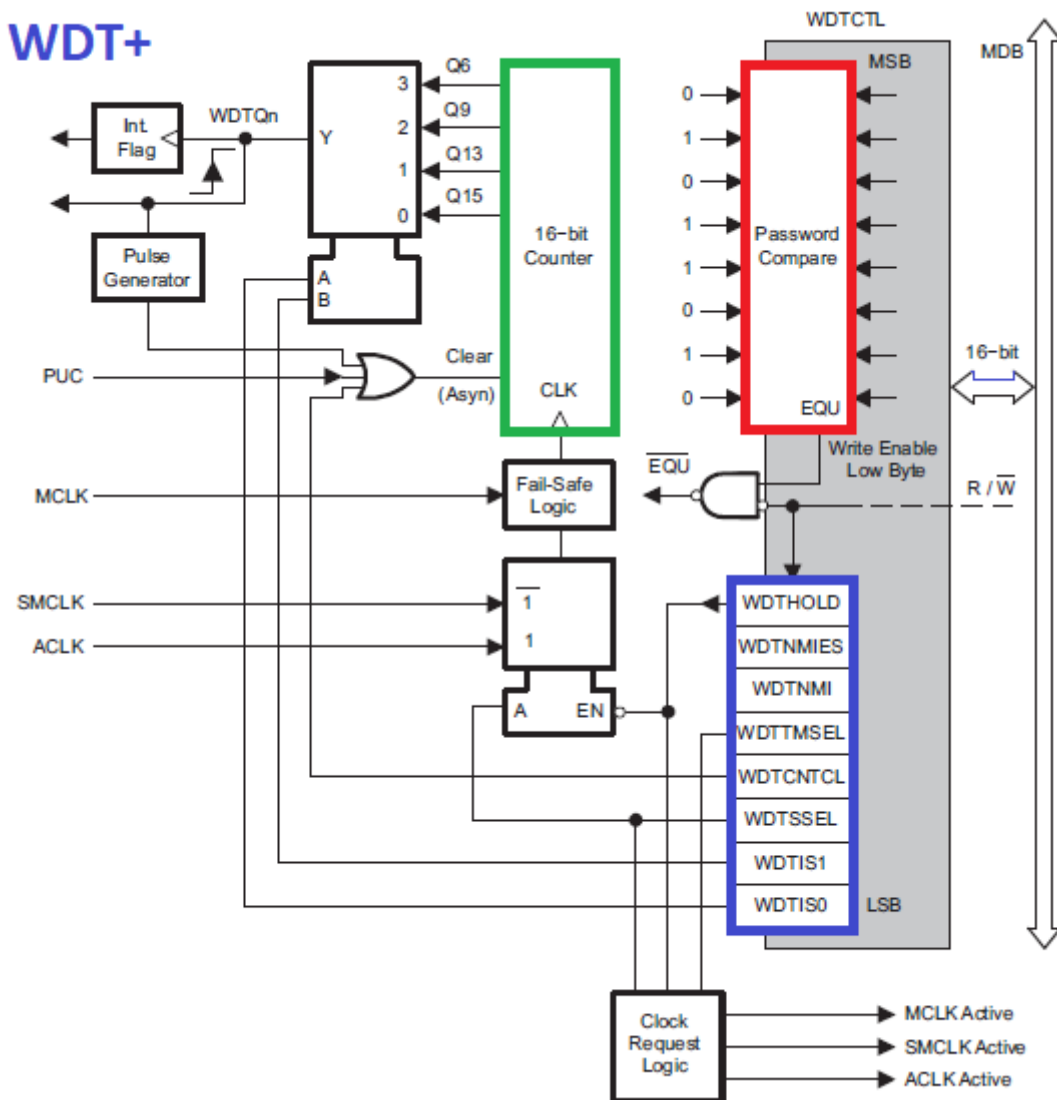 WDT+
WDTCTL
MDB
MSB
Q6
Q9
Q13
Q15
3
2
1
0
Y
A
B
WDTQn
Int.
Flag
Pulse
Generator
16-bit
Counter
CLK
Clear
(Asyn)
PUC
MCLK
SMCLK
ACLK
Fail-Safe
Logic
1
1
A
EN
0
1
0
1
1
0
1
0
Password
Compare
EQU
16-bit
EQU
Write Enable
Low Byte
R / W
WDTHOLD
WDTNMIES
WDTNMI
WDTTMSEL
WDTCNTCL
WDTSSEL
WDTIS1
WDTIS0
LSB
Clock
Request
Logic
MCLK Active
SMCLK Active
ACLK Active